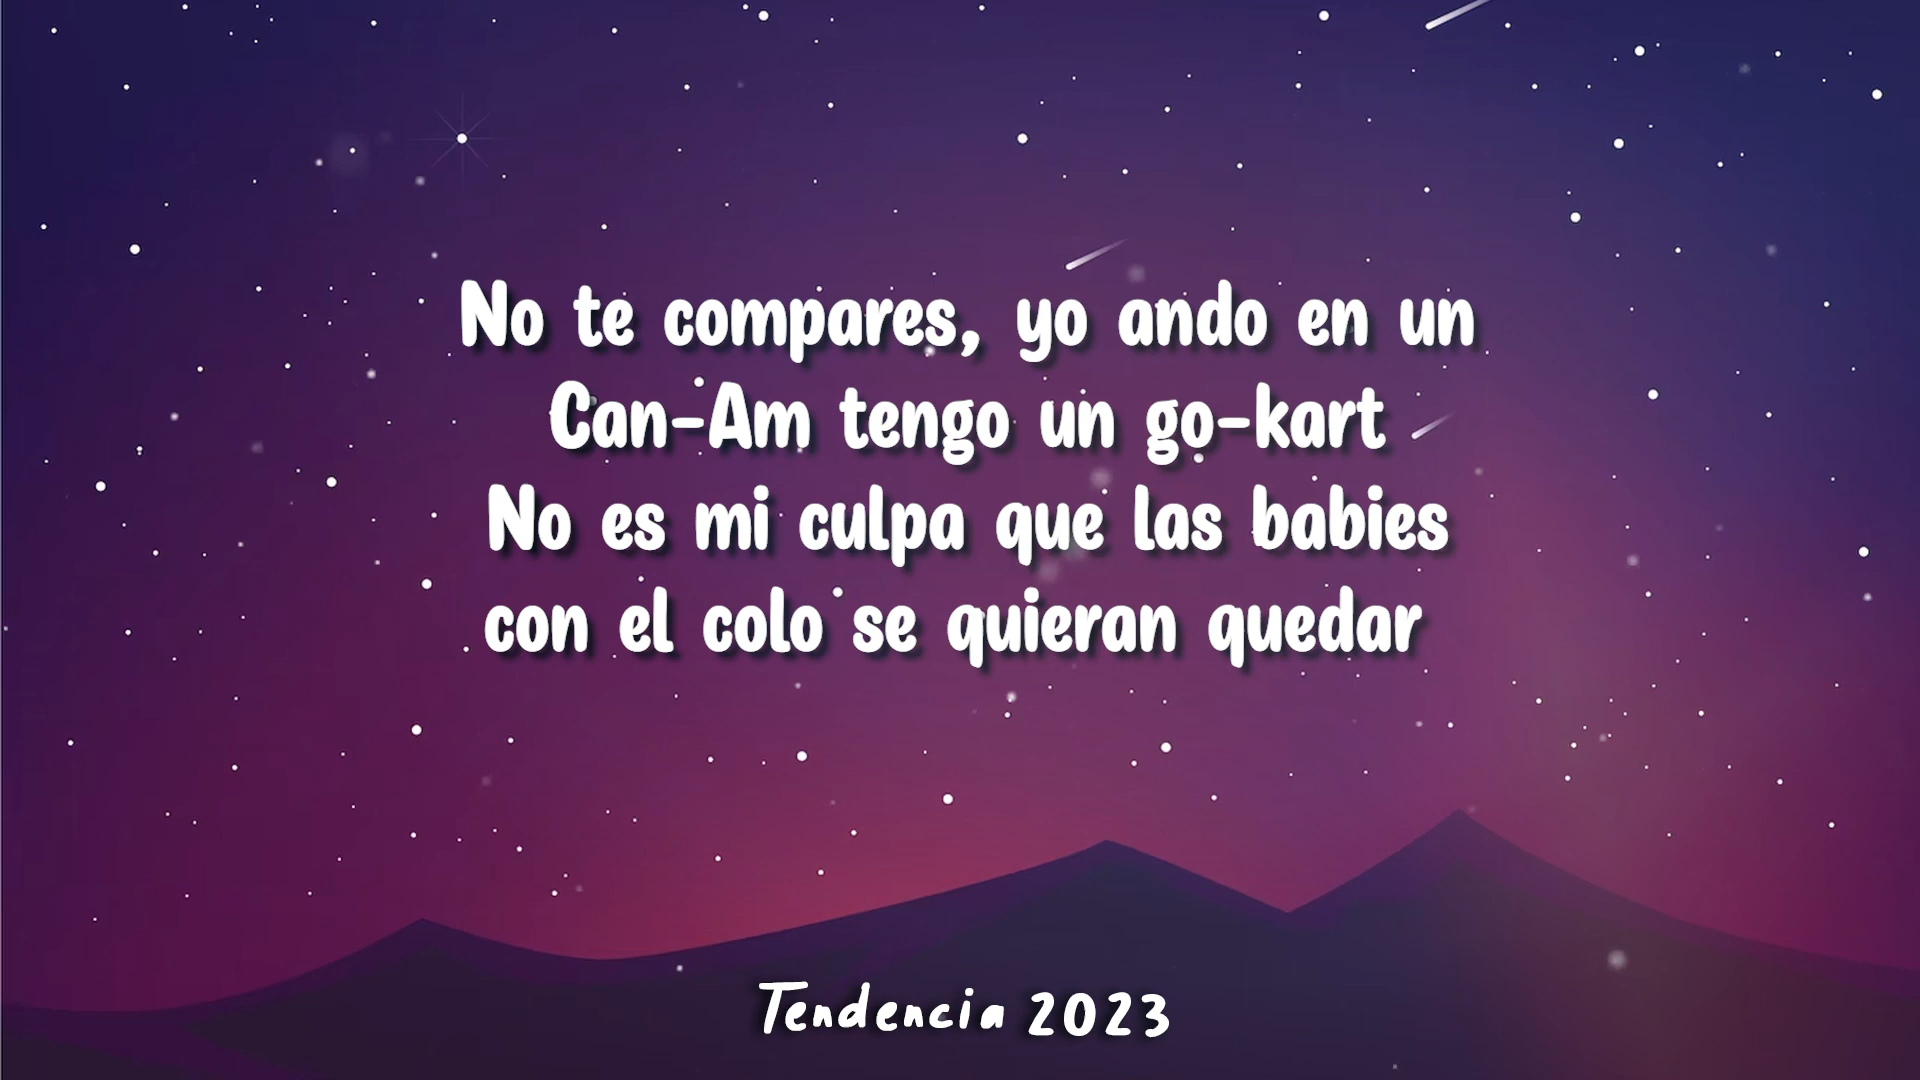 No te compares, yo ando en un
Can-Am tengo un go-kart
No es mi culpa que las babies
con el colo se quieran quedar
Tendencia 2023